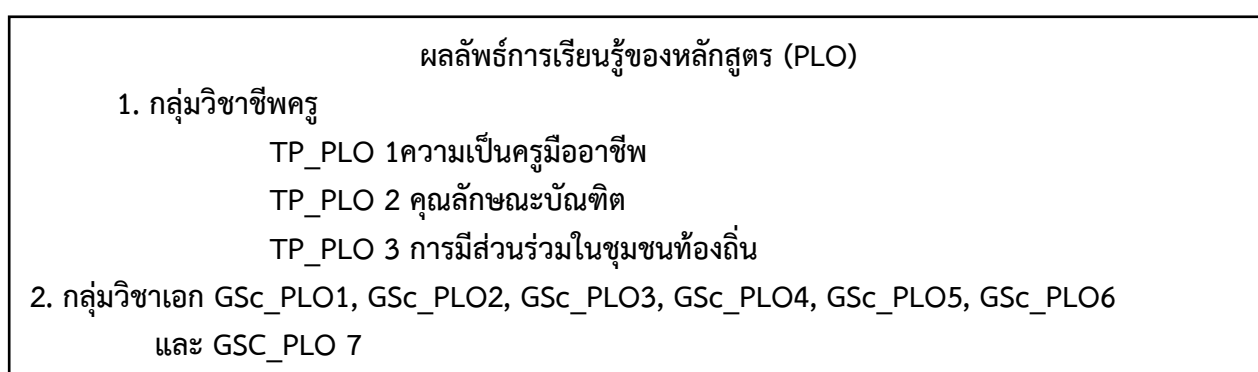 ผลลัพธ์การเรียนรู้ของหลักสูตร (PLO)
1. กลุ่มวิชาชีพครู
TP_PLO 1ความเป็นครูมืออาชีพ
TP_PLO 2 คุณลักษณะบัณฑิต
TP_PLO 3 การมีส่วนร่วมในชุมชนท้องถิ่น
2. กลุ่มวิชาเอก GSc_PLO1, GSc_PLO2, GSc_PLO3, GSc_PLO4, GSc_PLO5, GSc_PLO6
และ GSC_PLO 7